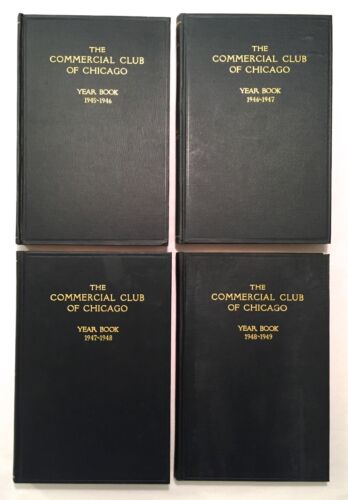 THE
COMMERCIAL CLUB
OF CHICAGO
YEAR BOOK
1945-1946
THE
COMMERCIAL CLUB
OF CHICAGO
YEAR BOOK
1946-1947
THE
COMMERCIAL CLUB
OF CHICAGO
YEAR BOOK
1947-1948
THE
COMMERCIAL CLUB
OF CHICAGO
YEAR BOOK
1948-1949